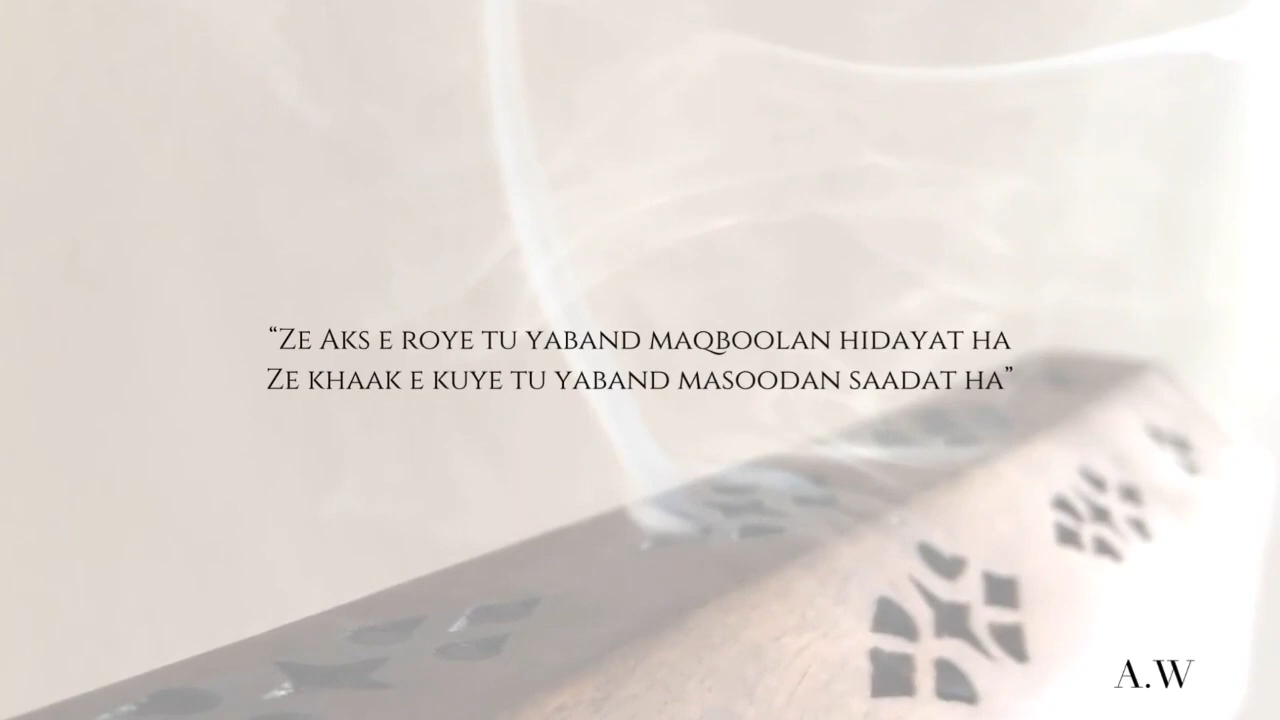 “Ze Aks e roye tu yaband maqboolan hidayat ha
Ze khaak e kuye tu yaband masoodan saadat ha”
A.W